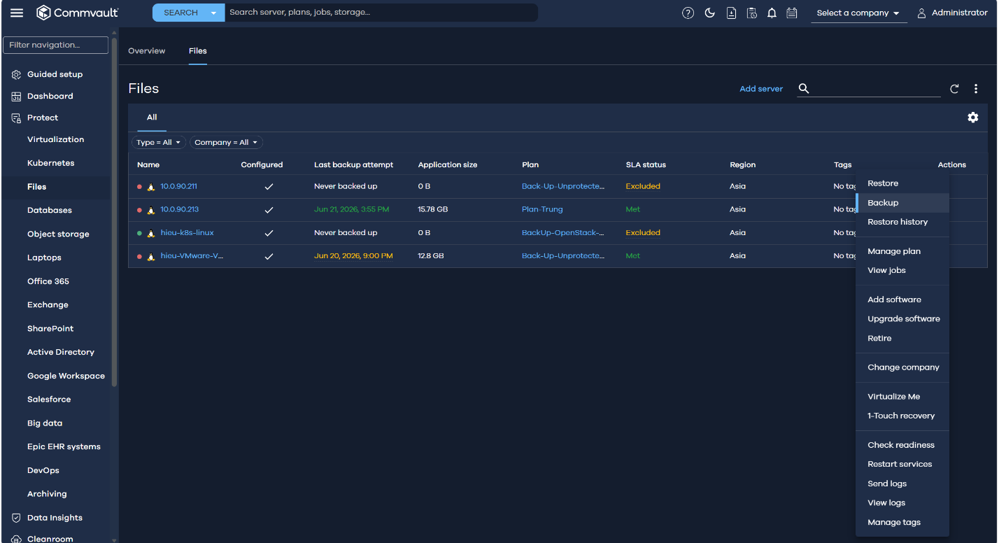 Commvault
SEARCH
Search server, plans, jobs, storage...
Select a company
Administrator
Filter navigation...
Guided setup
Dashboard
Protect
Virtualization
Kubernetes
Files
Databases
Object storage
Laptops
Office 365
Exchange
SharePoint
Active Directory
Google Workspace
Salesforce
Big data
Epic EHR systems
DevOps
Archiving
Data Insights
Cleanroom
Overview Files
Files
Add server
All
Type = All Company = All
Name Configured Last backup attempt Application size Plan SLA status Region Tags Actions
10.0.90.211 Never backed up 0 B Back-Up-Unprotecte... Excluded Asia No tag
10.0.90.213 Jun 21, 2026, 3:55 PM 15.78 GB Plan-Trung Met Asia No tag
hieu-k8s-linux Never backed up 0 B BackUp-OpenStack-... Excluded Asia No tag
hieu-VMware-V... Jun 20, 2026, 9:00 PM 12.8 GB Back-Up-Unprotecte... Met Asia No tag
Restore
Backup
Restore history
Manage plan
View jobs
Add software
Upgrade software
Retire
Change company
Virtualize Me
1-Touch recovery
Check readiness
Restart services
Send logs
View logs
Manage tags